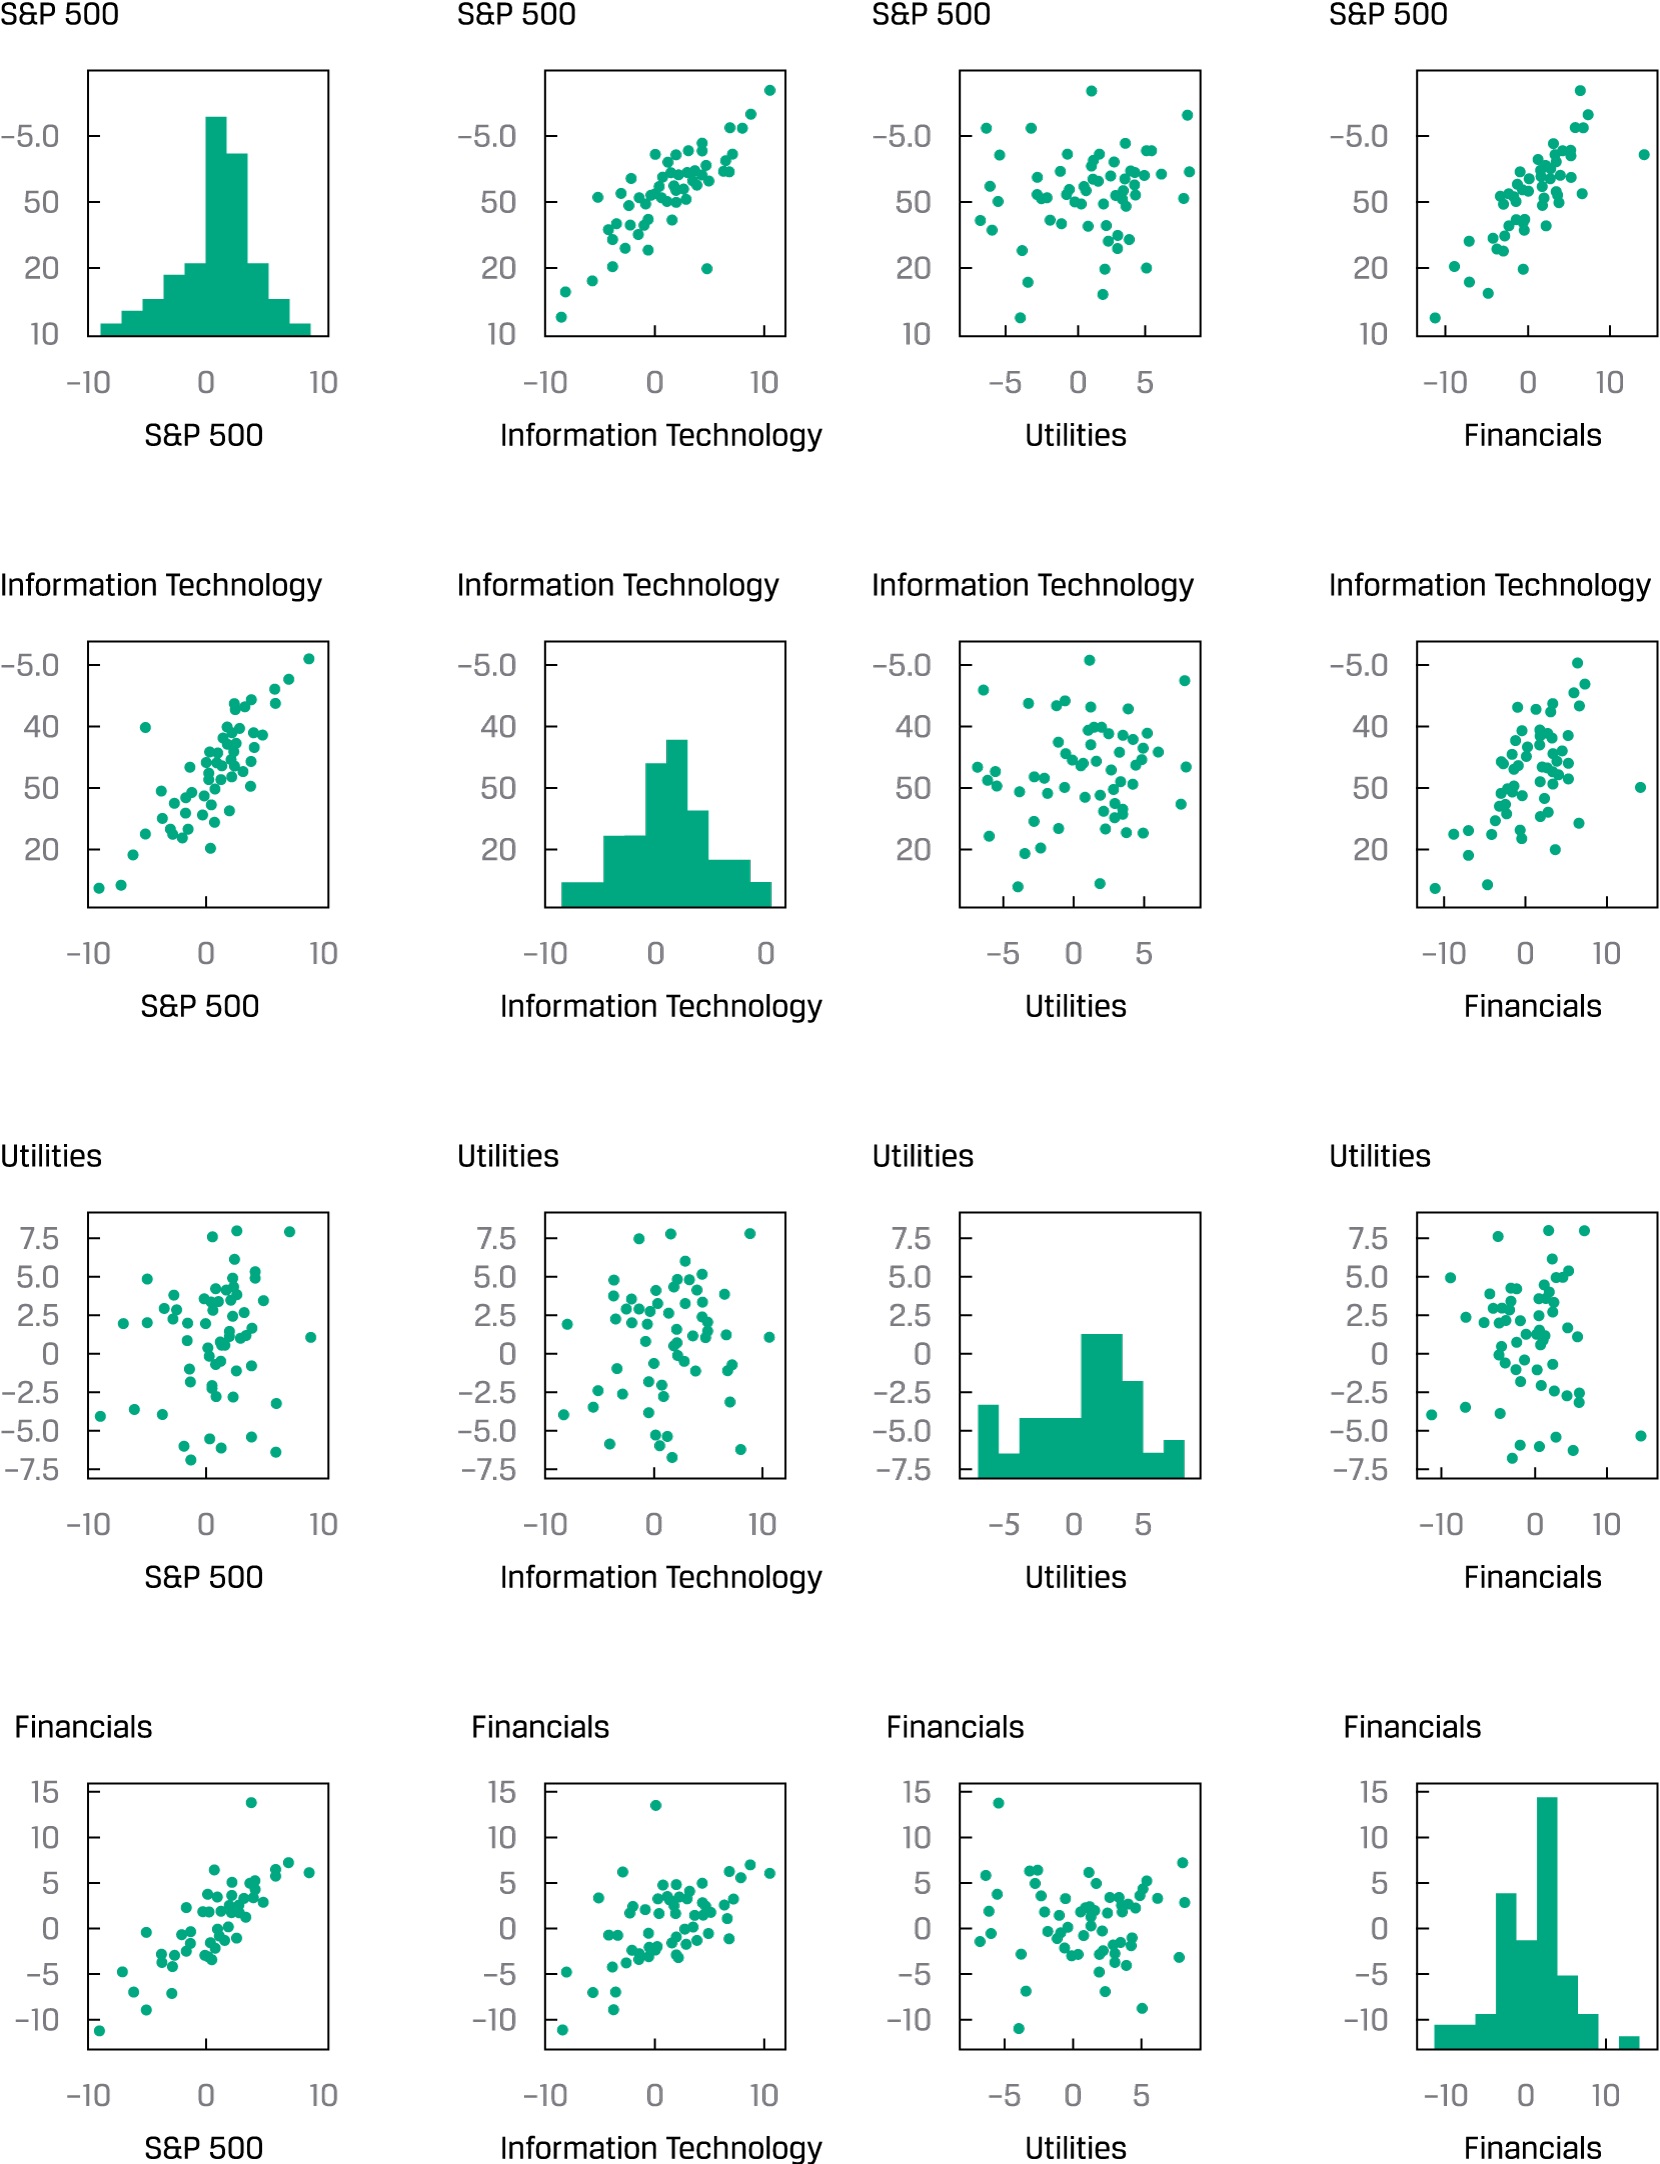 S&P 500 S&P 500 S&P 500 S&P 500
−5.0 −5.0 −5.0 −5.0
50 50 50 50
20 20 20 20
10 10 10 10
−10 0 10 −10 0 10 −5 0 5 −10 0 10
S&P 500 Information Technology Utilities Financials
Information Technology Information Technology Information Technology Information Technology
−5.0 −5.0 −5.0 −5.0
40 40 40 40
50 50 50 50
20 20 20 20
−10 0 10 −10 0 0 −5 0 5 −10 0 10
S&P 500 Information Technology Utilities Financials
Utilities Utilities Utilities Utilities
7.5 7.5 7.5 7.5
5.0 5.0 5.0 5.0
2.5 2.5 2.5 2.5
0 0 0 0
−2.5 −2.5 −2.5 −2.5
−5.0 −5.0 −5.0 −5.0
−7.5 −7.5 −7.5 −7.5
−10 0 10 −10 0 10 −5 0 5 −10 0 10
S&P 500 Information Technology Utilities Financials
Financials Financials Financials Financials
15 15 15 15
10 10 10 10
5 5 5 5
0 0 0 0
−5 −5 −5 −5
−10 −10 −10 −10
−10 0 10 −10 0 10 −5 0 5 −10 0 10
S&P 500 Information Technology Utilities Financials